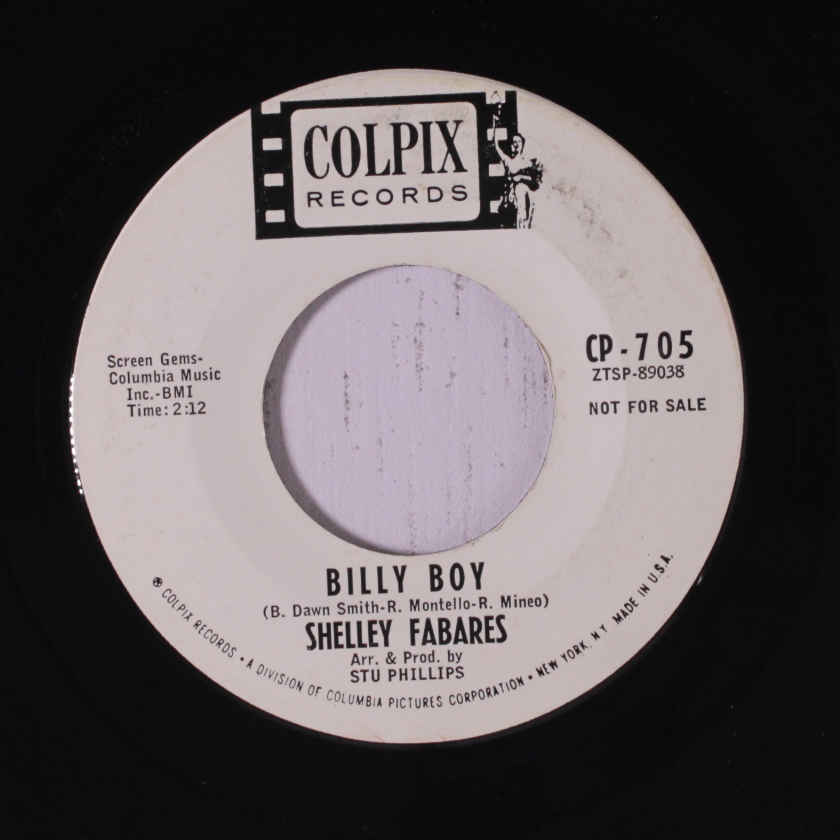 COLPIX
RECORDS
Screen Gems-
Columbia Music
Inc.-BMI
Time: 2:12
CP-705
ZTSP-89038
NOT FOR SALE
BILLY BOY
(B. Dawn Smith-R. Montello-R. Mineo)
SHELLEY FABARES
Arr. & Prod. by
STU PHILLIPS
COLPIX RECORDS • A DIVISION OF COLUMBIA PICTURES CORPORATION • NEW YORK, N.Y. MADE IN U.S.A.